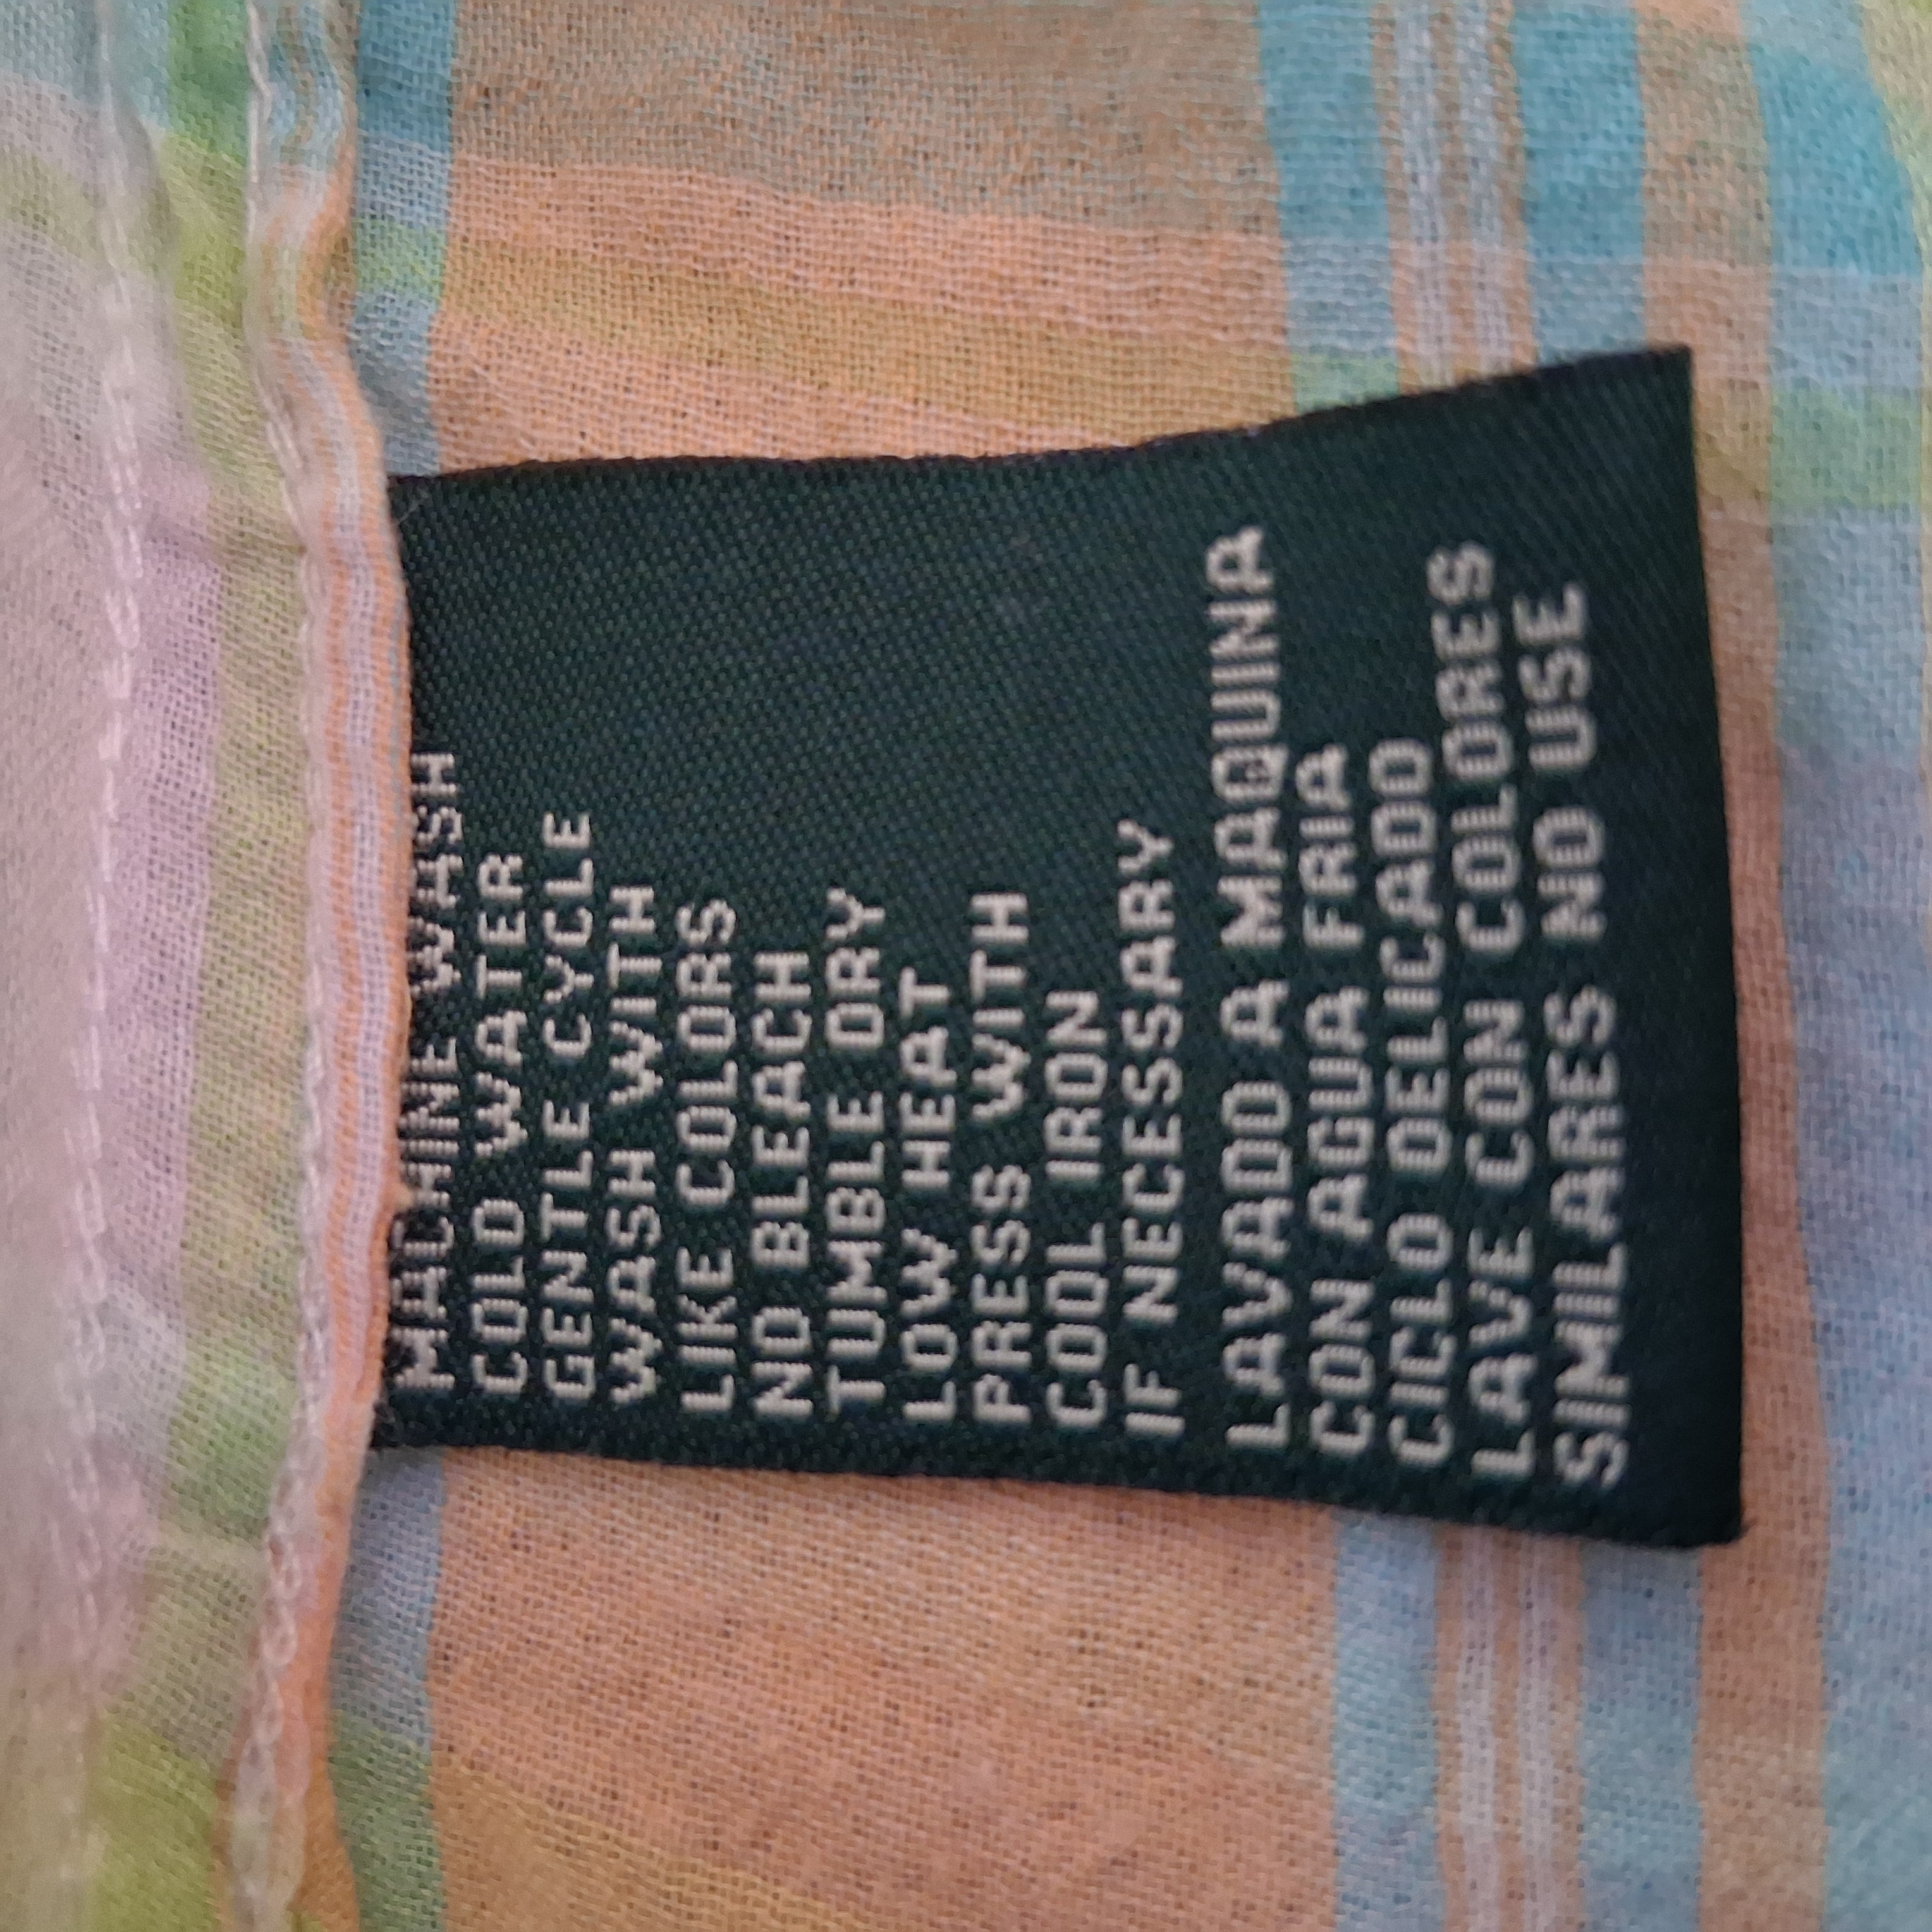 MACHINE WASH
COLD WATER
GENTLE CYCLE
WASH WITH
LIKE COLORS
NO BLEACH
TUMBLE DRY
LOW HEAT
PRESS WITH
COOL IRON
IF NECESSARY
LAVADO A MAQUINA
CON AGUA FRIA
CICLO DELICADO
LAVE CON COLORES
SIMILARES NO USE